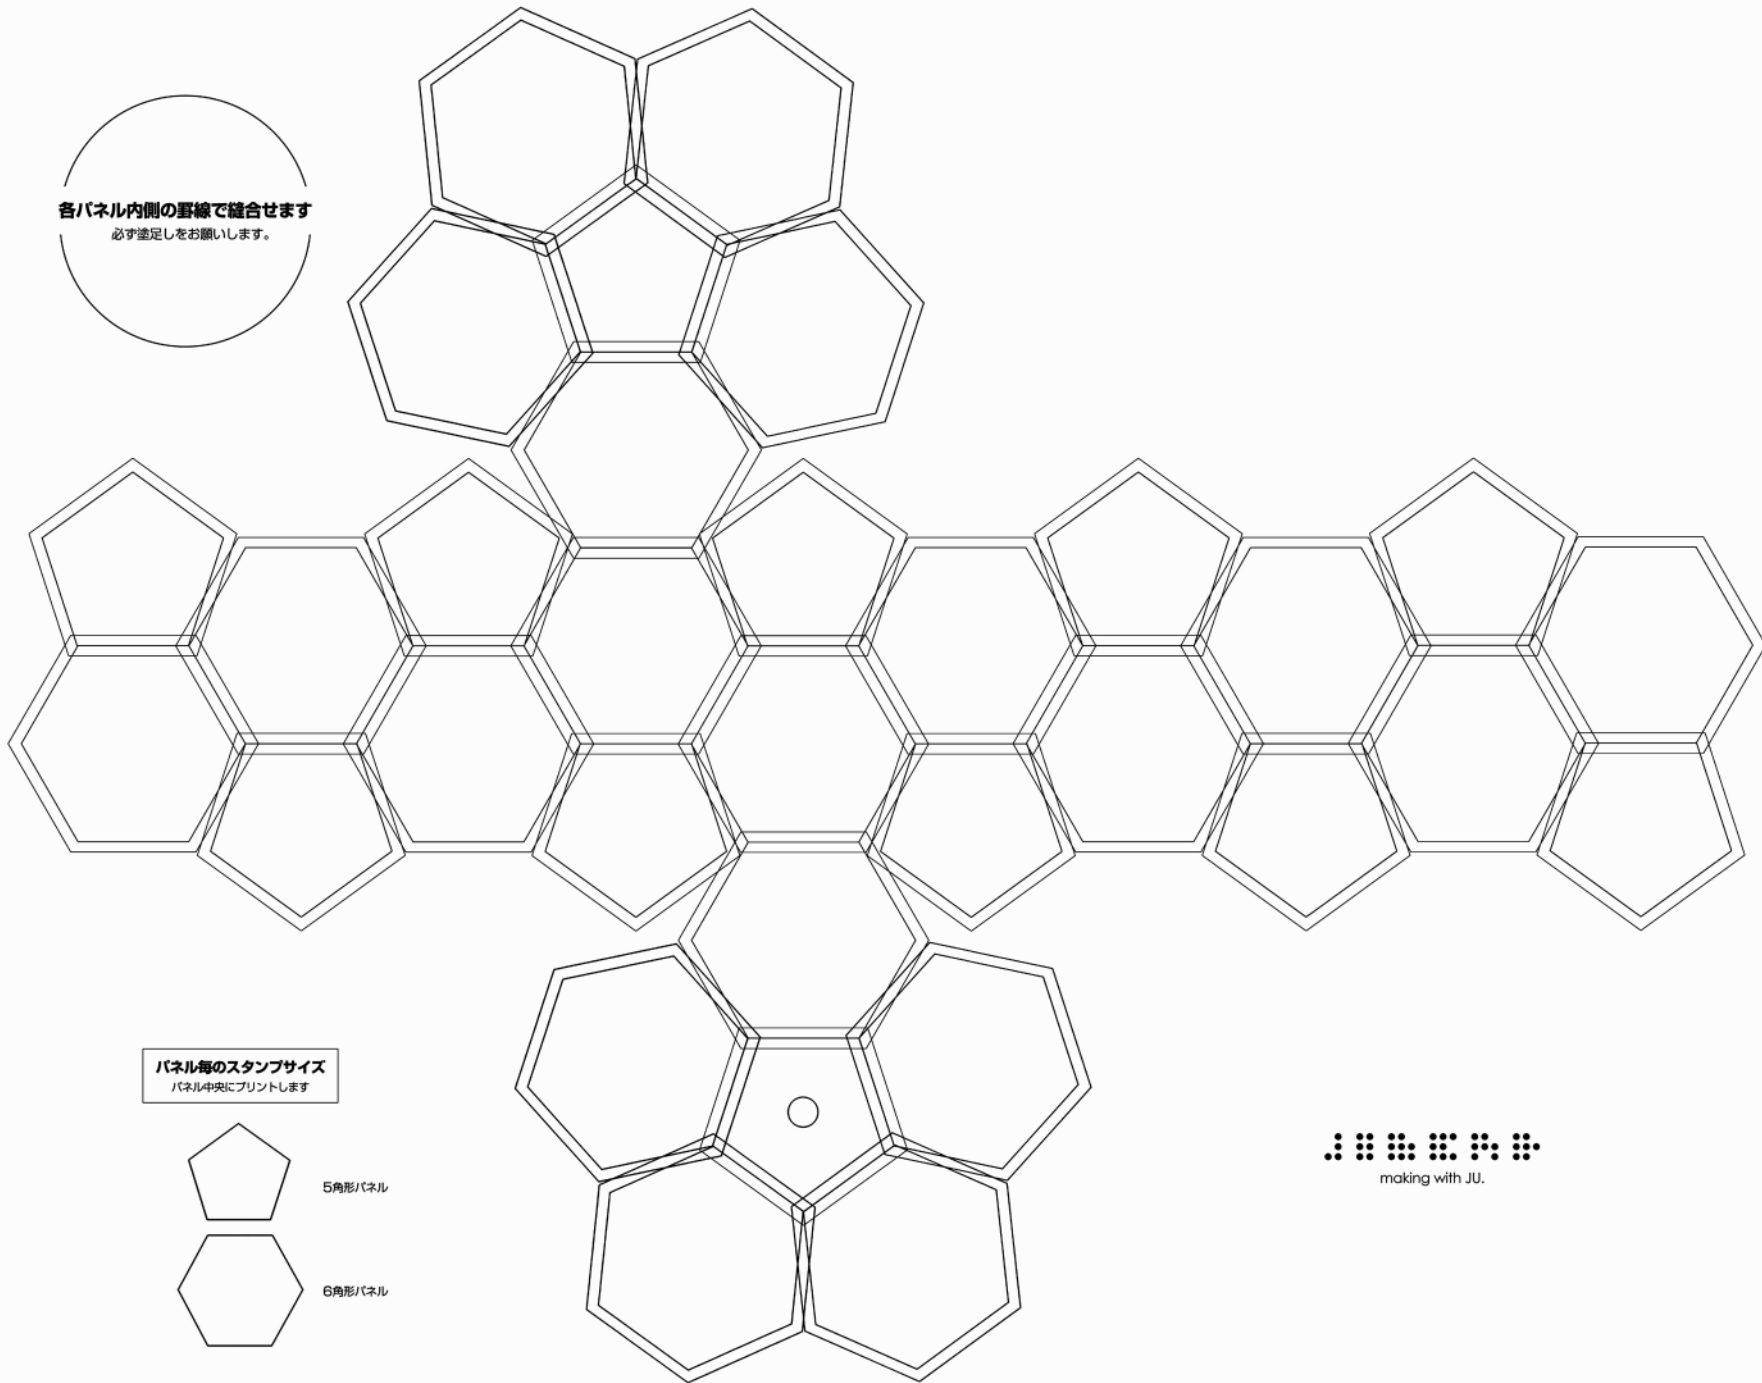 各パネル内側の罫線で縫合せます
必ず塗足しをお願いします。
パネル毎のスタンプサイズ
パネル中央にプリントします
5角形パネル
6角形パネル
making with JU.